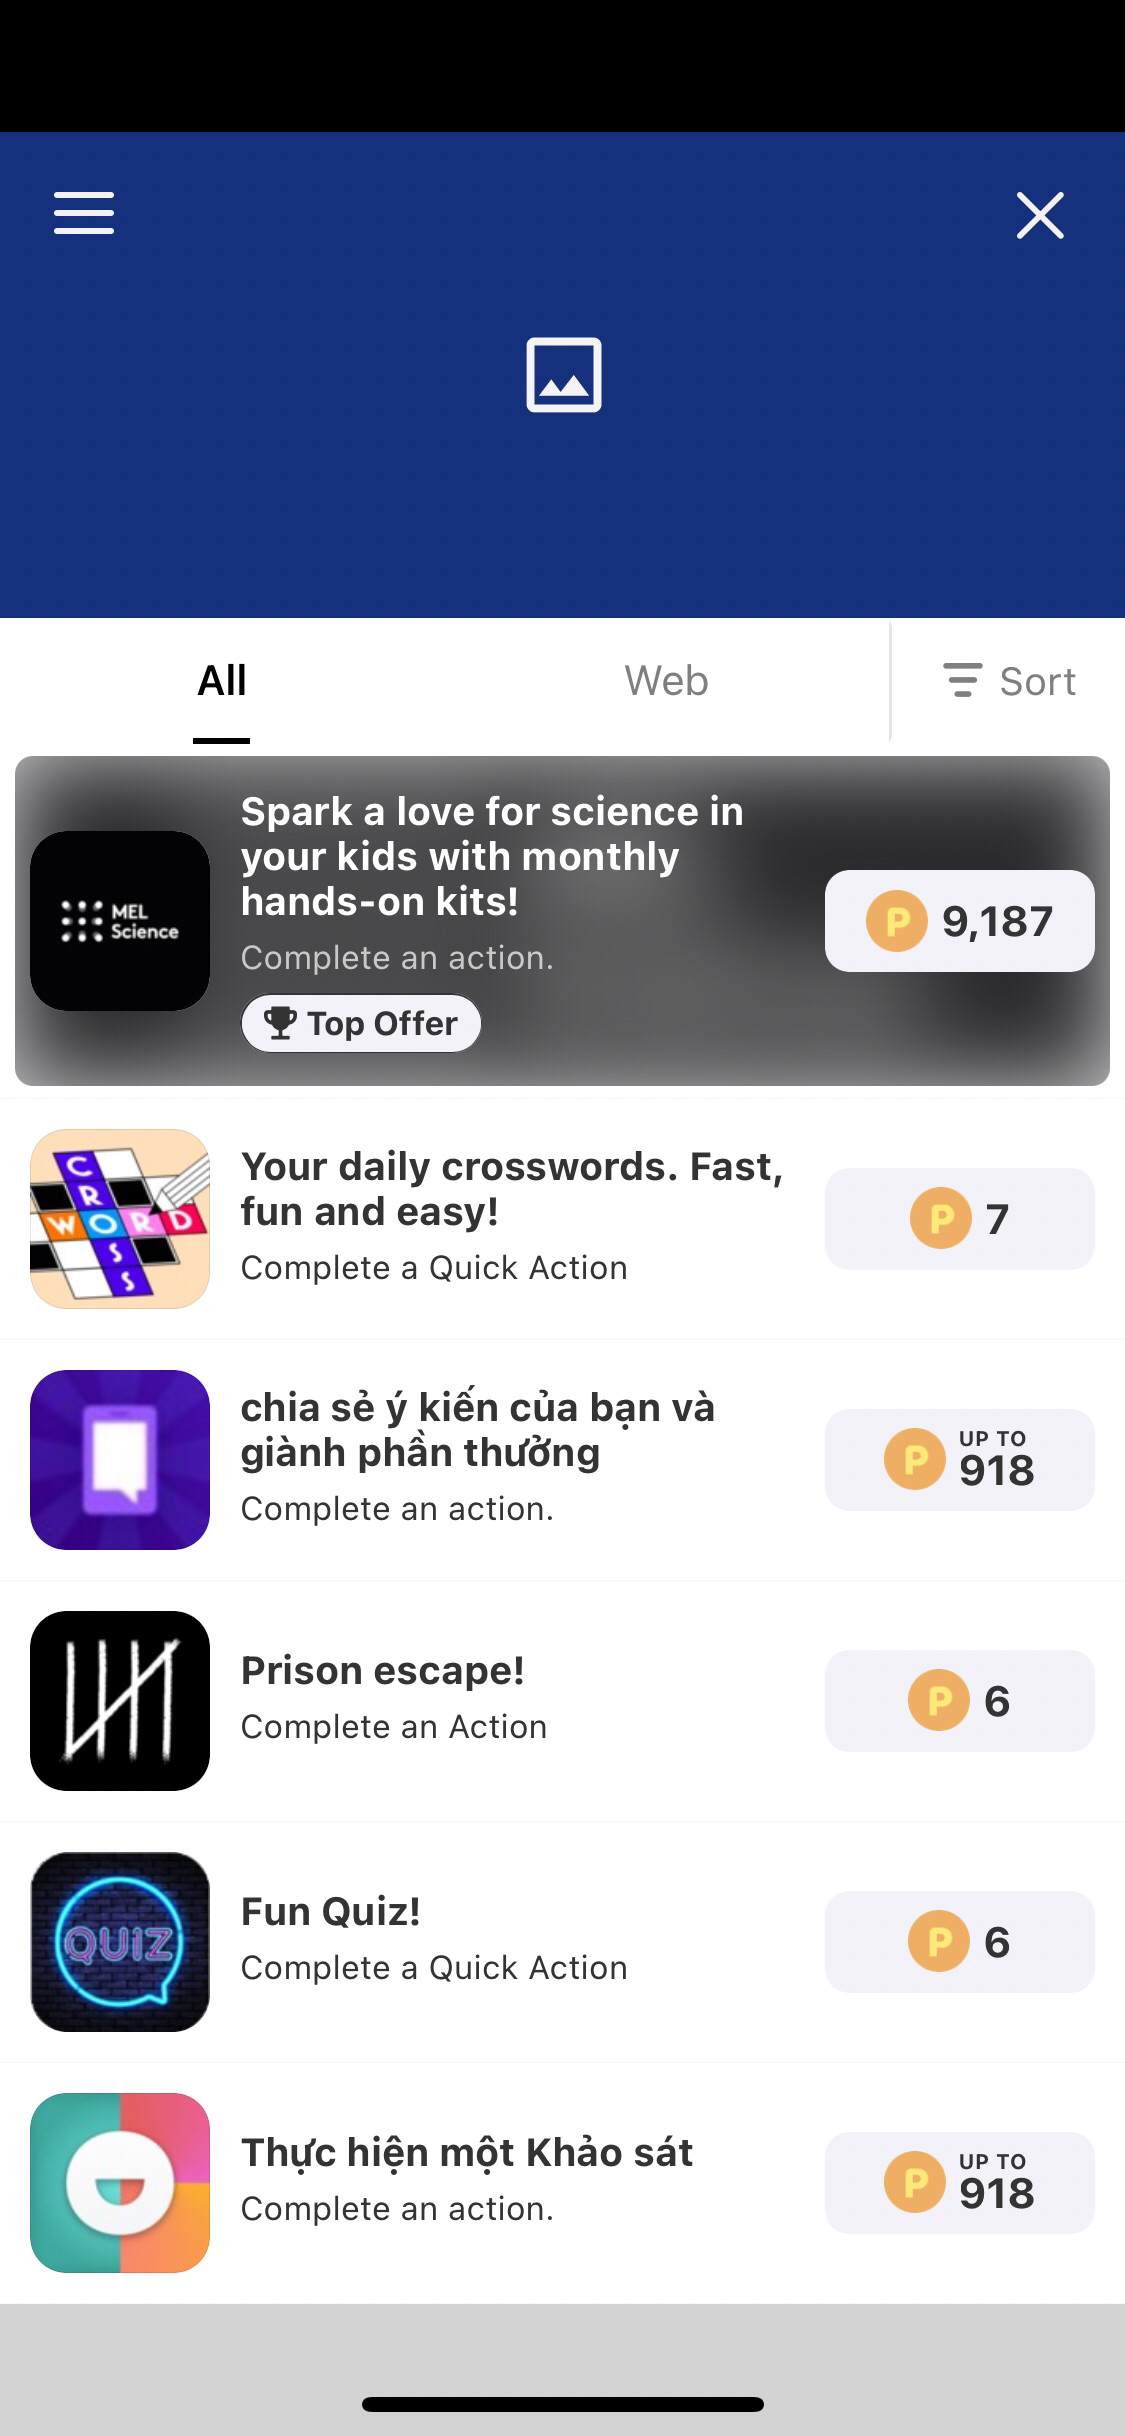 All
Web
Sort
Spark a love for science in
your kids with monthly
hands-on kits!
Complete an action.
Top Offer
MEL
Science
P 9,187
CROSS
WORD
Your daily crosswords. Fast,
fun and easy!
Complete a Quick Action
P 7
chia sẻ ý kiến của bạn và
giành phần thưởng
Complete an action.
P UP TO
918
Prison escape!
Complete an Action
P 6
QUIZ
Fun Quiz!
Complete a Quick Action
P 6
Thực hiện một Khảo sát
Complete an action.
P UP TO
918